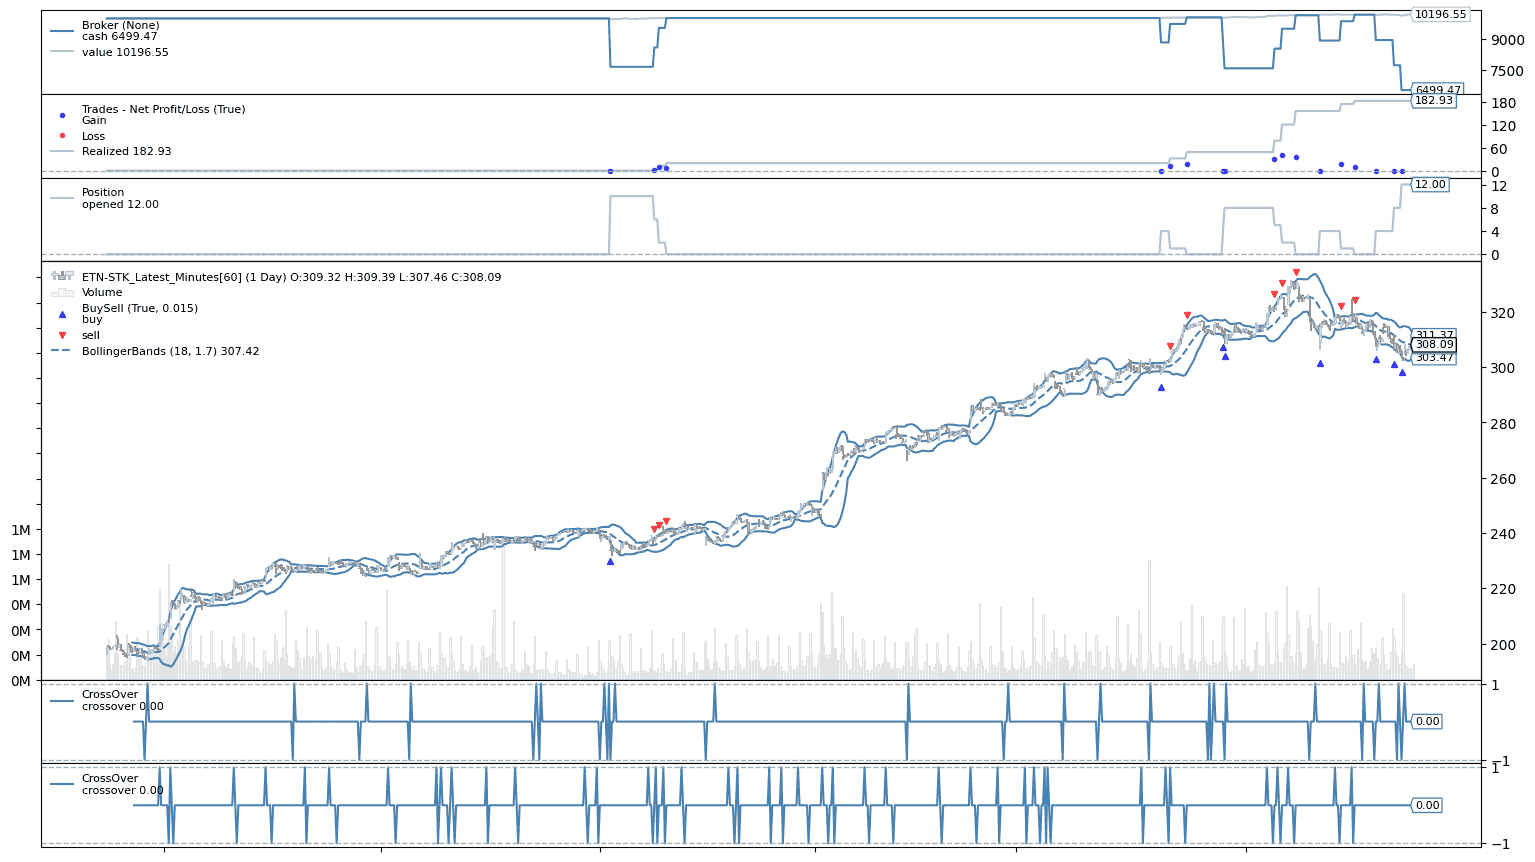 Broker (None)
cash 6499.47
value 10196.55
10196.55
9000
7500
6499.47
Trades - Net Profit/Loss (True)
Gain
Loss
Realized 182.93
182.93
180
120
60
0
Position
opened 12.00
12.00
12
8
4
0
ETN-STK_Latest_Minutes[60] (1 Day) O:309.32 H:309.39 L:307.46 C:308.09
Volume
BuySell (True, 0.015)
buy
sell
BollingerBands (18, 1.7) 307.42
320
311.37
308.09
303.47
300
280
260
240
220
200
1M
1M
1M
0M
0M
0M
0M
CrossOver
crossover 0.00
1
0.00
−1
CrossOver
crossover 0.00
1
0.00
−1